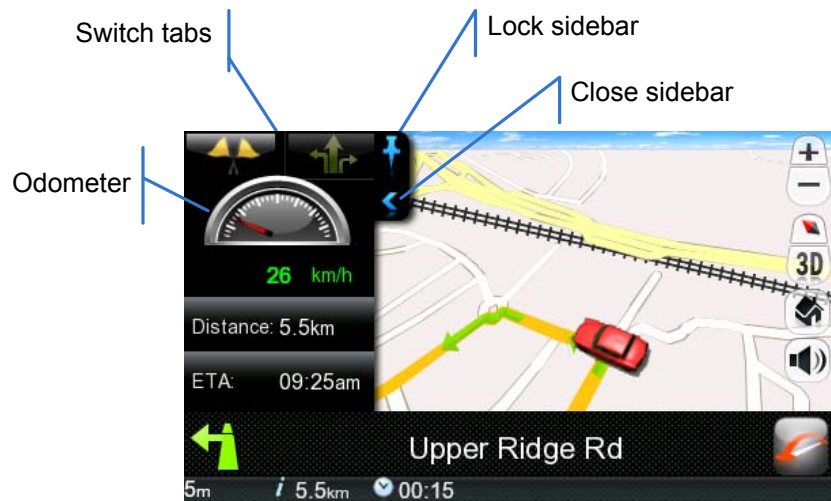 Switch tabs
Lock sidebar
Close sidebar
Odometer
+
−
3D
26 km/h
Distance: 5.5km
ETA: 09:25am
Upper Ridge Rd
5m i 5.5km 00:15